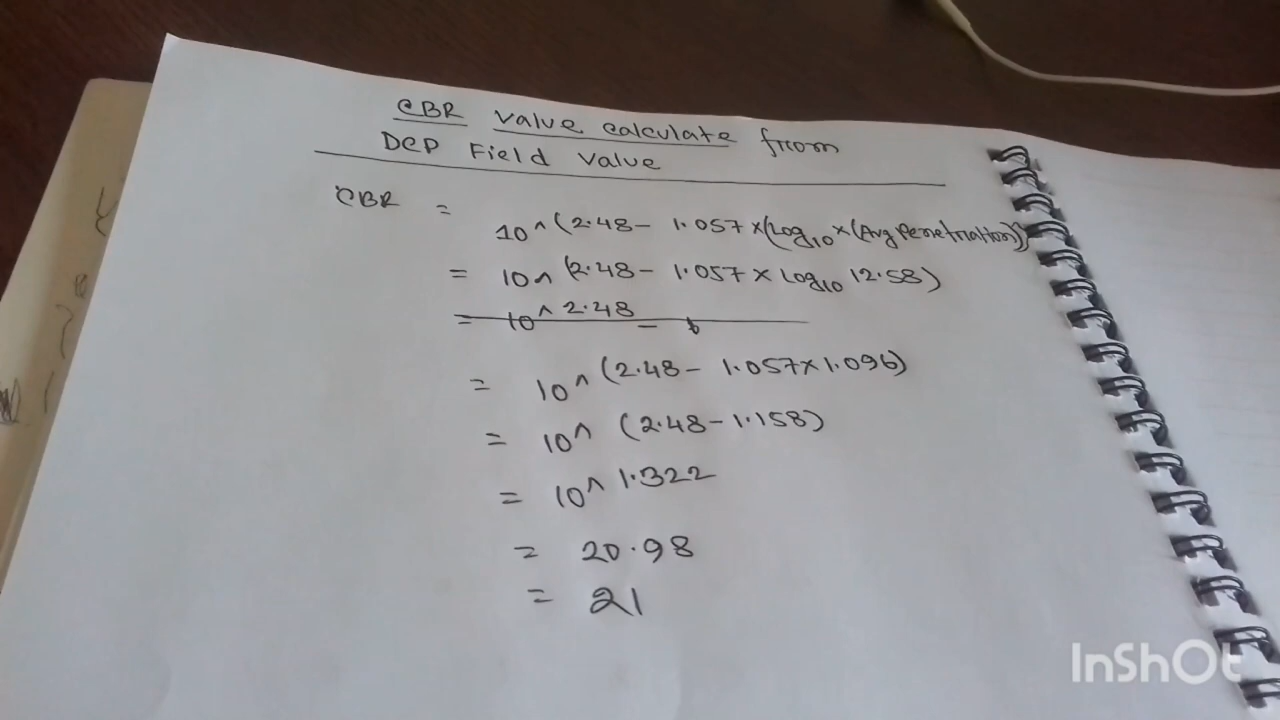 CBR value calculate from
DCP Field value
CBR =
10^(2.48- 1.057×(Log10×(Avg Penetriation))
= 10^(2.48- 1.057×Log10 12.58)
= 10^2.48 -
= 10^(2.48- 1.057×1.096)
= 10^ (2.48-1.158)
= 10^ 1.322
= 20.98
= 21
InShOt